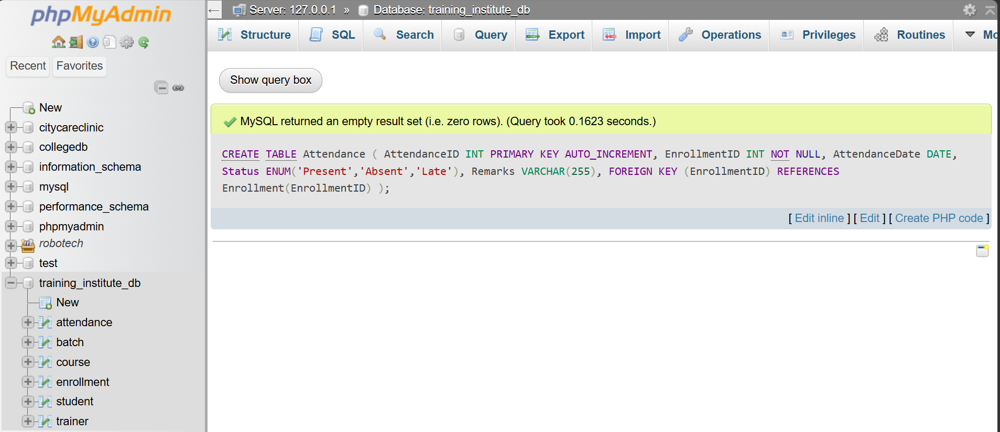 phpMyAdmin
Recent
Favorites
New
citycareclinic
collegedb
information_schema
mysql
performance_schema
phpmyadmin
robotech
test
training_institute_db
New
attendance
batch
course
enrollment
student
trainer
← Server: 127.0.0.1 » Database: training_institute_db
Structure SQL Search Query Export Import Operations Privileges Routines Mo
Show query box
MySQL returned an empty result set (i.e. zero rows). (Query took 0.1623 seconds.)
CREATE TABLE Attendance ( AttendanceID INT PRIMARY KEY AUTO_INCREMENT, EnrollmentID INT NOT NULL, AttendanceDate DATE,
Status ENUM('Present','Absent','Late'), Remarks VARCHAR(255), FOREIGN KEY (EnrollmentID) REFERENCES
Enrollment(EnrollmentID) );
[ Edit inline ] [ Edit ] [ Create PHP code ]